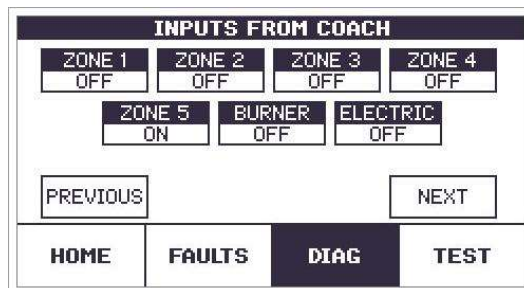 INPUTS FROM COACH
ZONE 1 ZONE 2 ZONE 3 ZONE 4
OFF OFF OFF OFF
ZONE 5 BURNER ELECTRIC
ON OFF OFF
PREVIOUS NEXT
HOME FAULTS DIAG TEST